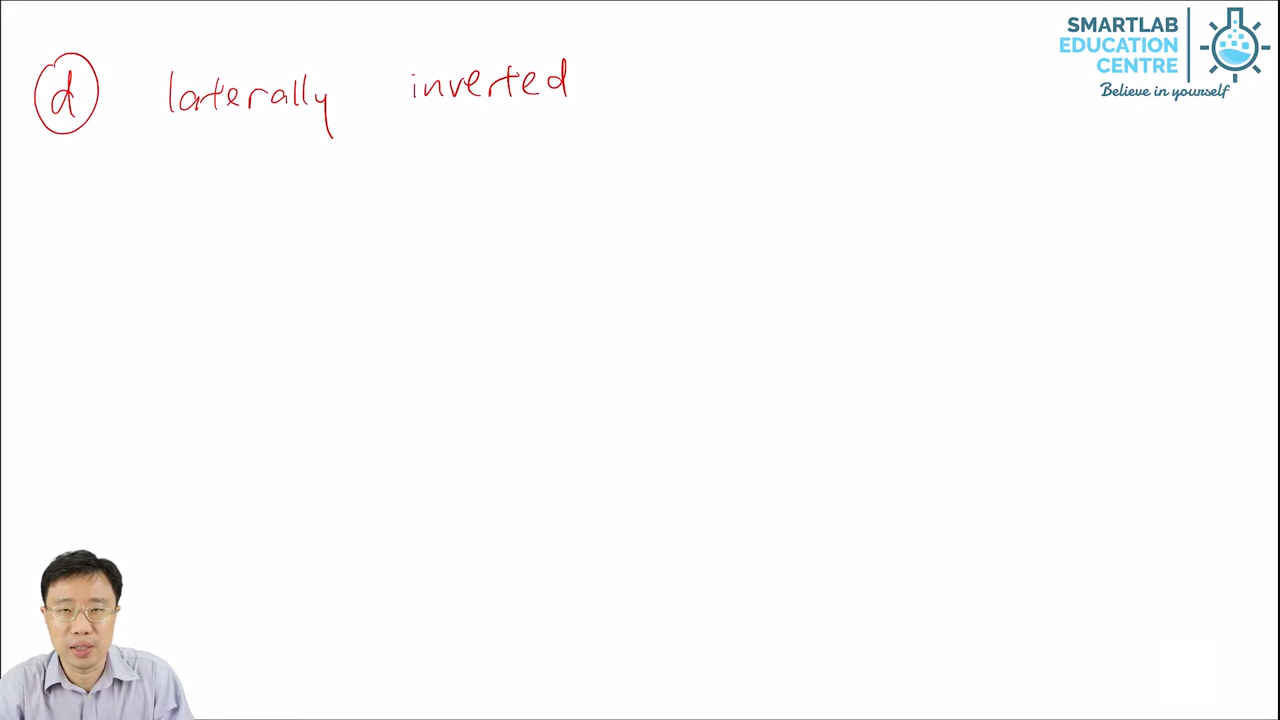 d laterally inverted
SMARTLAB
EDUCATION
CENTRE
Believe in yourself